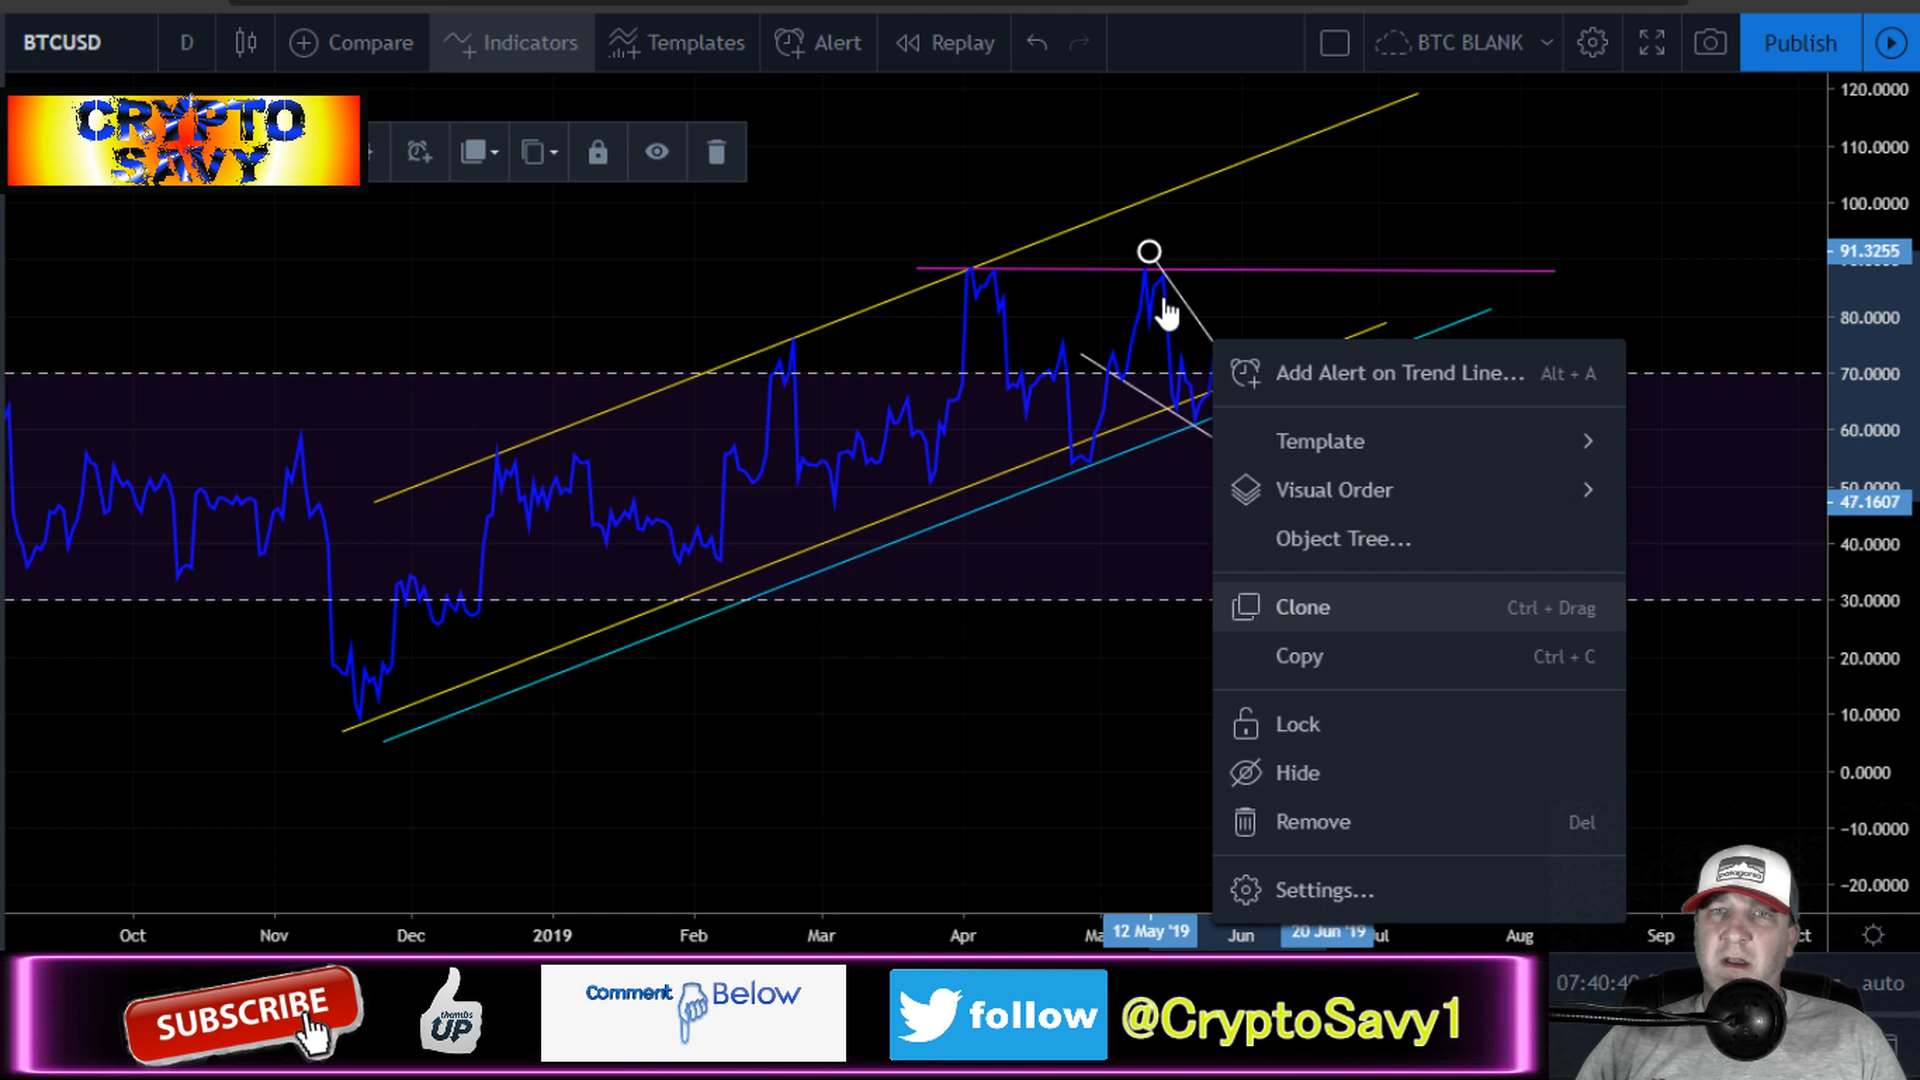 BTCUSD D Compare Indicators Templates Alert Replay BTC BLANK Publish
CRYPTO
SAVY
120.0000
110.0000
100.0000
91.3255
80.0000
70.0000
60.0000
47.1607
40.0000
30.0000
20.0000
10.0000
0.0000
-10.0000
-20.0000
Add Alert on Trend Line... Alt + A
Template
Visual Order
Object Tree...
Clone Ctrl + Drag
Copy Ctrl + C
Lock
Hide
Remove Del
Settings...
Oct Nov Dec 2019 Feb Mar Apr 12 May '19 Jun 20 Jun '19 Aug Sep
patagonia
SUBSCRIBE
thumbs
UP
Comment Below
follow
@CryptoSavy1
auto